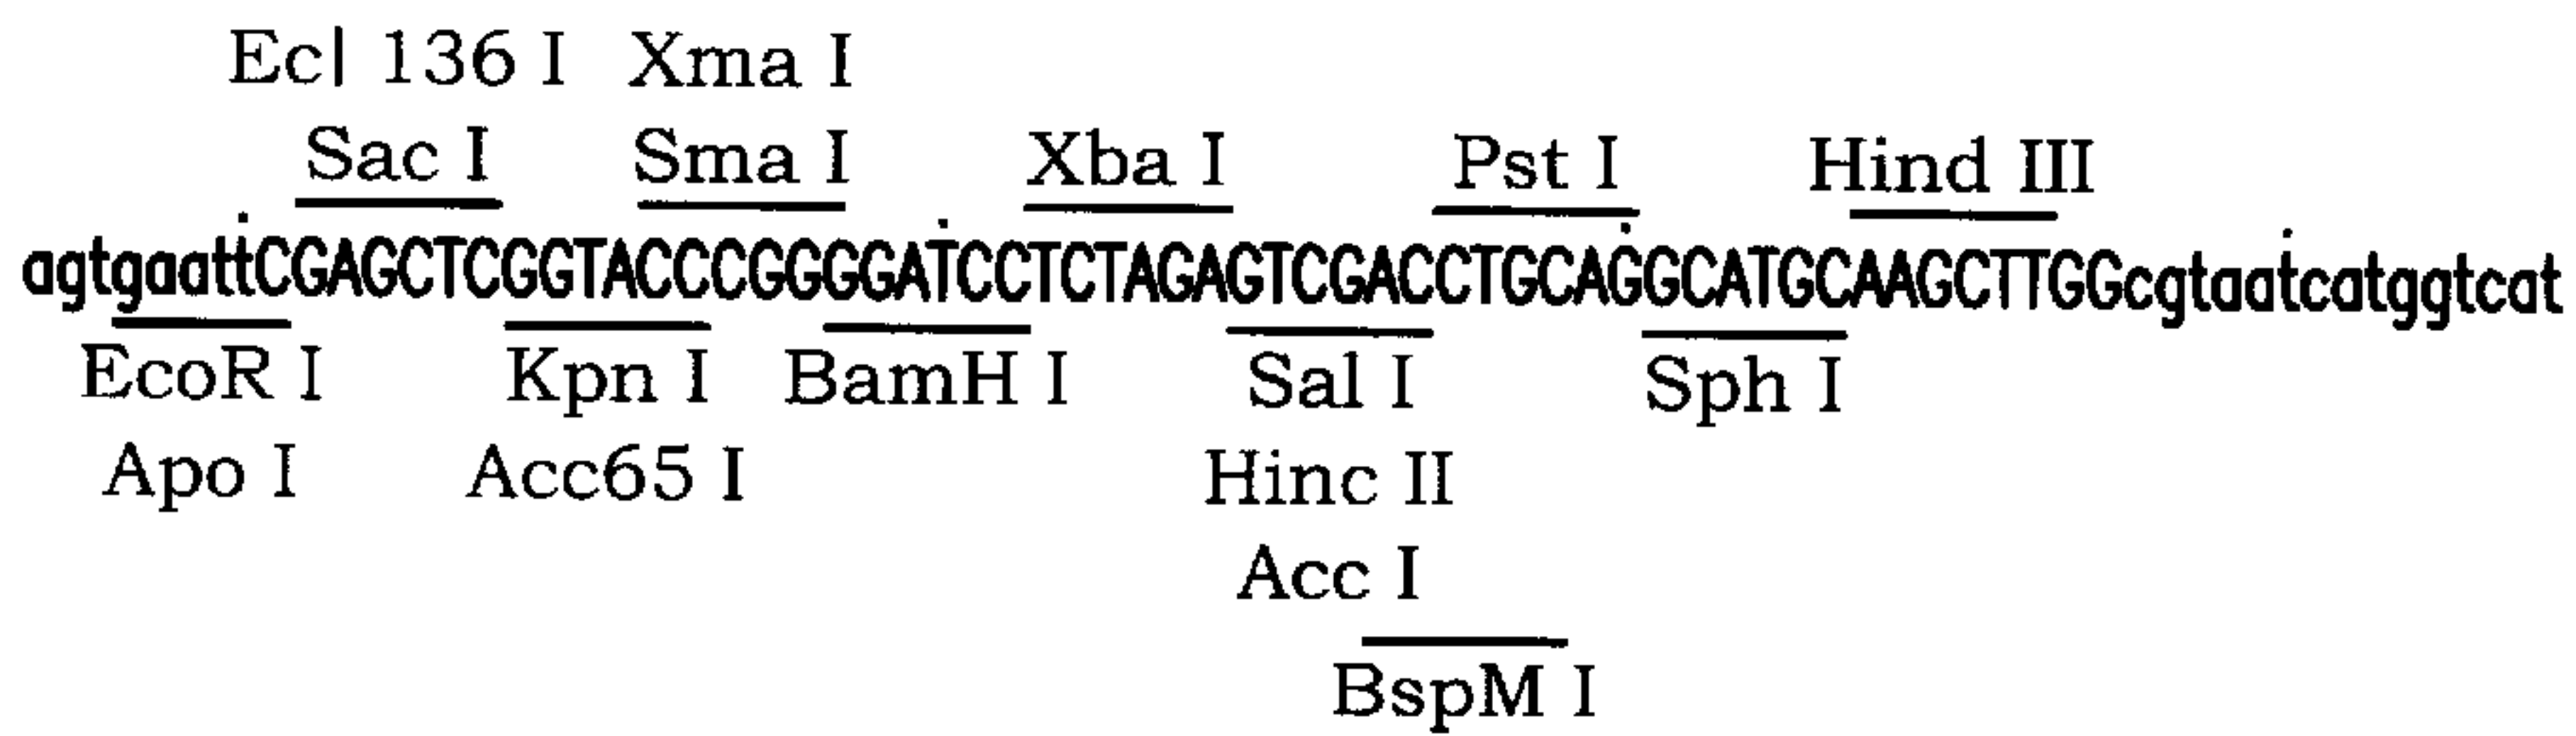 Ecl 136 I Xma I
Sac I Sma I Xba I Pst I Hind III
agtgaattCGAGCTCGGTACCCGGGGATCCTCTAGAGTCGACCTGCAGGCATGCAAGCTTGGcgtaatcatggtcat
EcoR I Kpn I BamH I Sal I Sph I
Apo I Acc65 I Hinc II
Acc I
BspM I